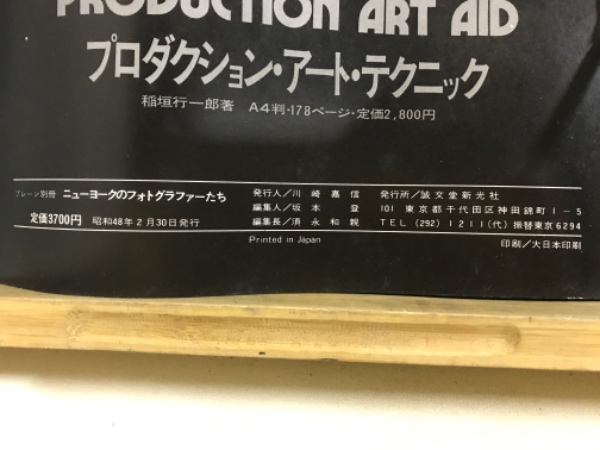 PRODUCTION ART AID
プロダクション・アート・テクニック
稲垣行一郎著 A4判・178ページ・定価2,800円
ブレーン別冊 ニューヨークのフォトグラファーたち
定価3700円 昭和48年2月30日発行
発行人/川崎嘉信
編集人/坂本登
編集長/須永和親
発行所/誠文堂新光社
101 東京都千代田区神田錦町1-5
TEL (292) 1211(代) 振替東京6294
Printed in Japan
印刷/大日本印刷